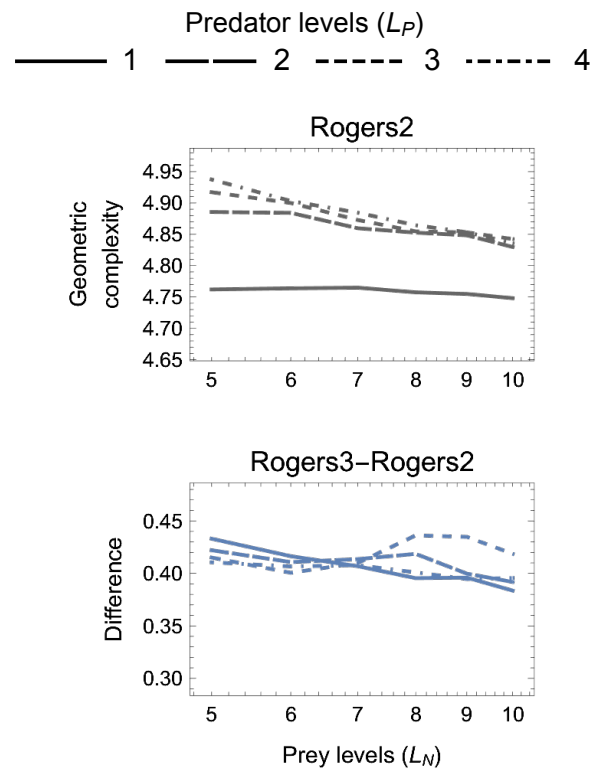 Predator levels (L_P)
1 2 3 4
Rogers2
Geometric
complexity
4.95
4.90
4.85
4.80
4.75
4.70
4.65
5 6 7 8 9 10
Rogers3–Rogers2
Difference
0.45
0.40
0.35
0.30
5 6 7 8 9 10
Prey levels (L_N)